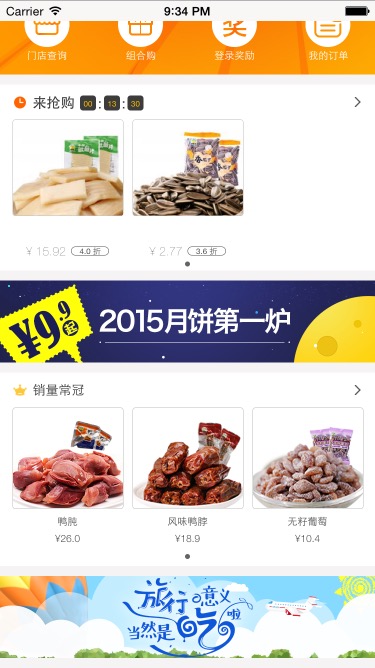 Carrier 9:34 PM
奖
门店查询 组合购 登录奖励 我的订单
来抢购 00 : 13 : 30
¥ 15.92 4.0 折 ¥ 2.77 3.6 折
¥9.9起
2015月饼第一炉
销量常冠
鸭肫 风味鸭脖 无籽葡萄
¥26.0 ¥18.9 ¥10.4
旅行意义
当然是吃啦